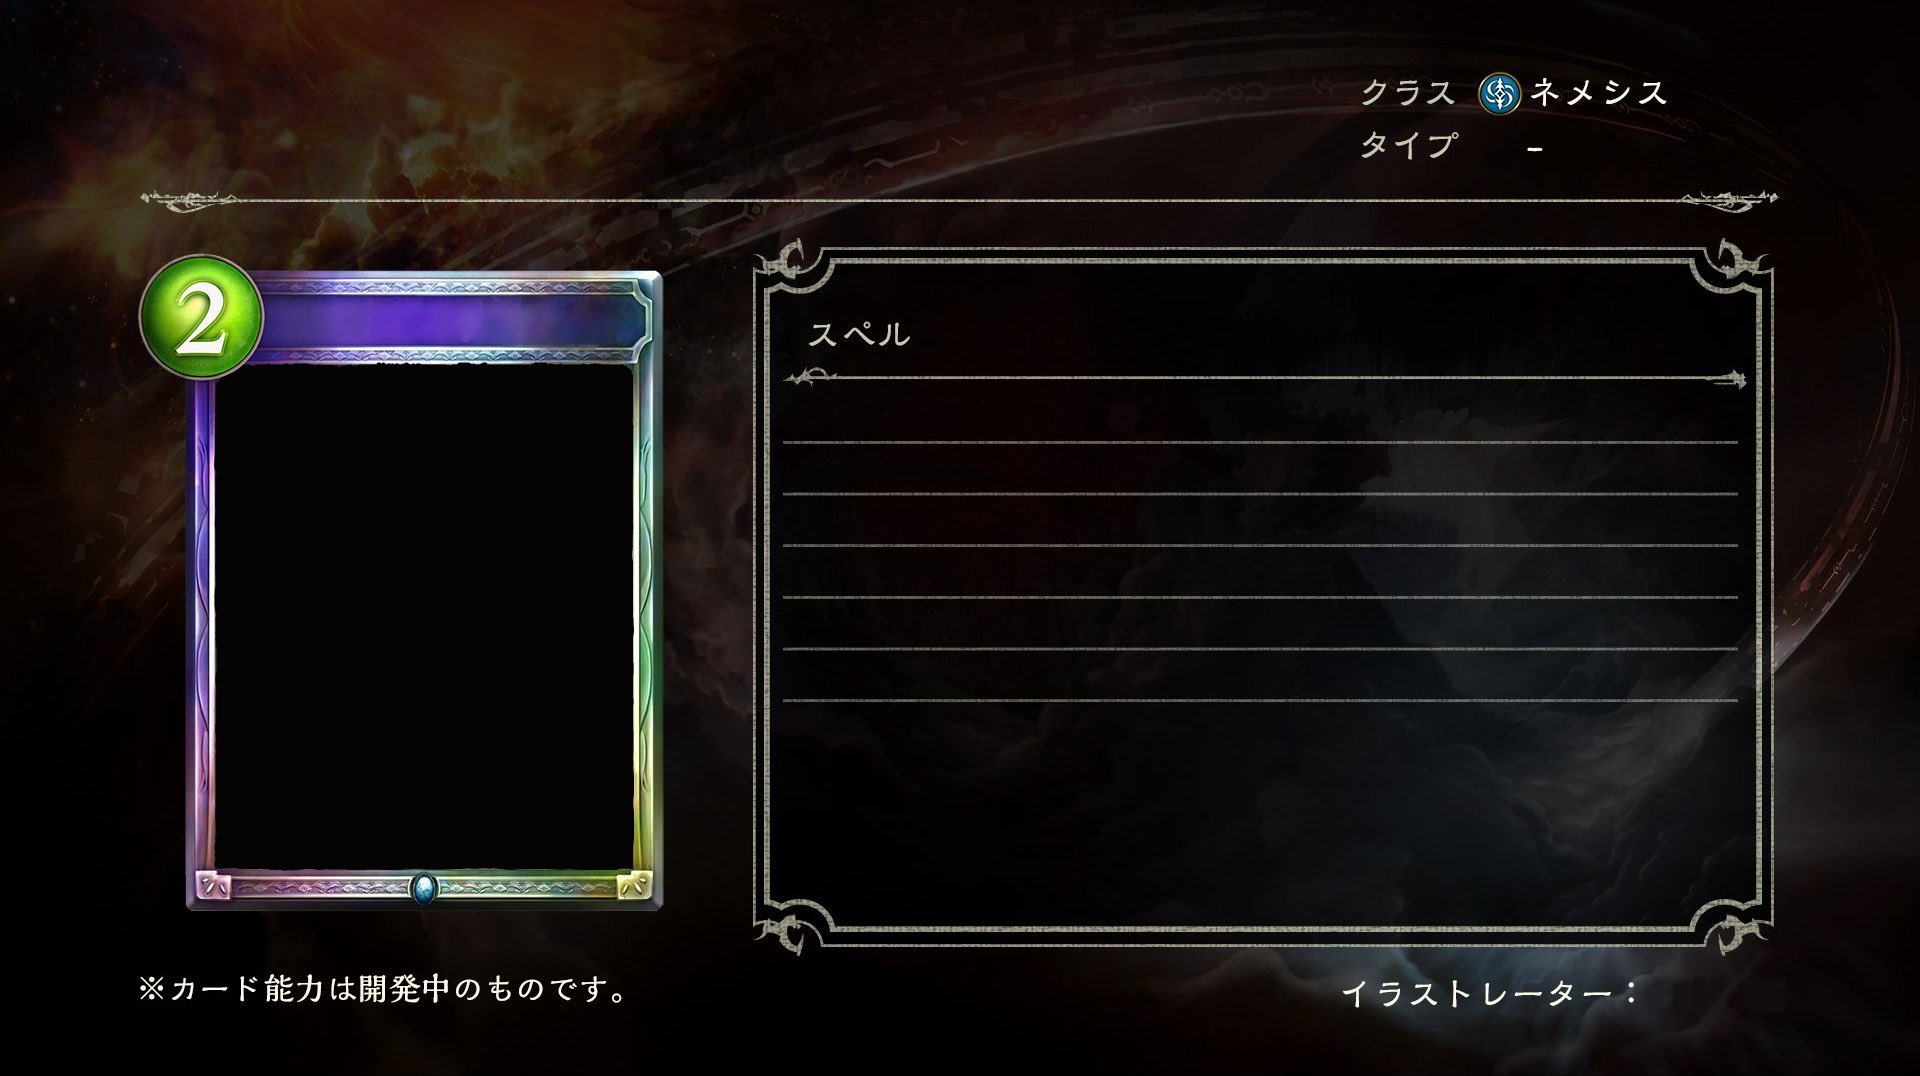 クラス ネメシス
タイプ -
2
スペル
※カード能力は開発中のものです。
イラストレーター：